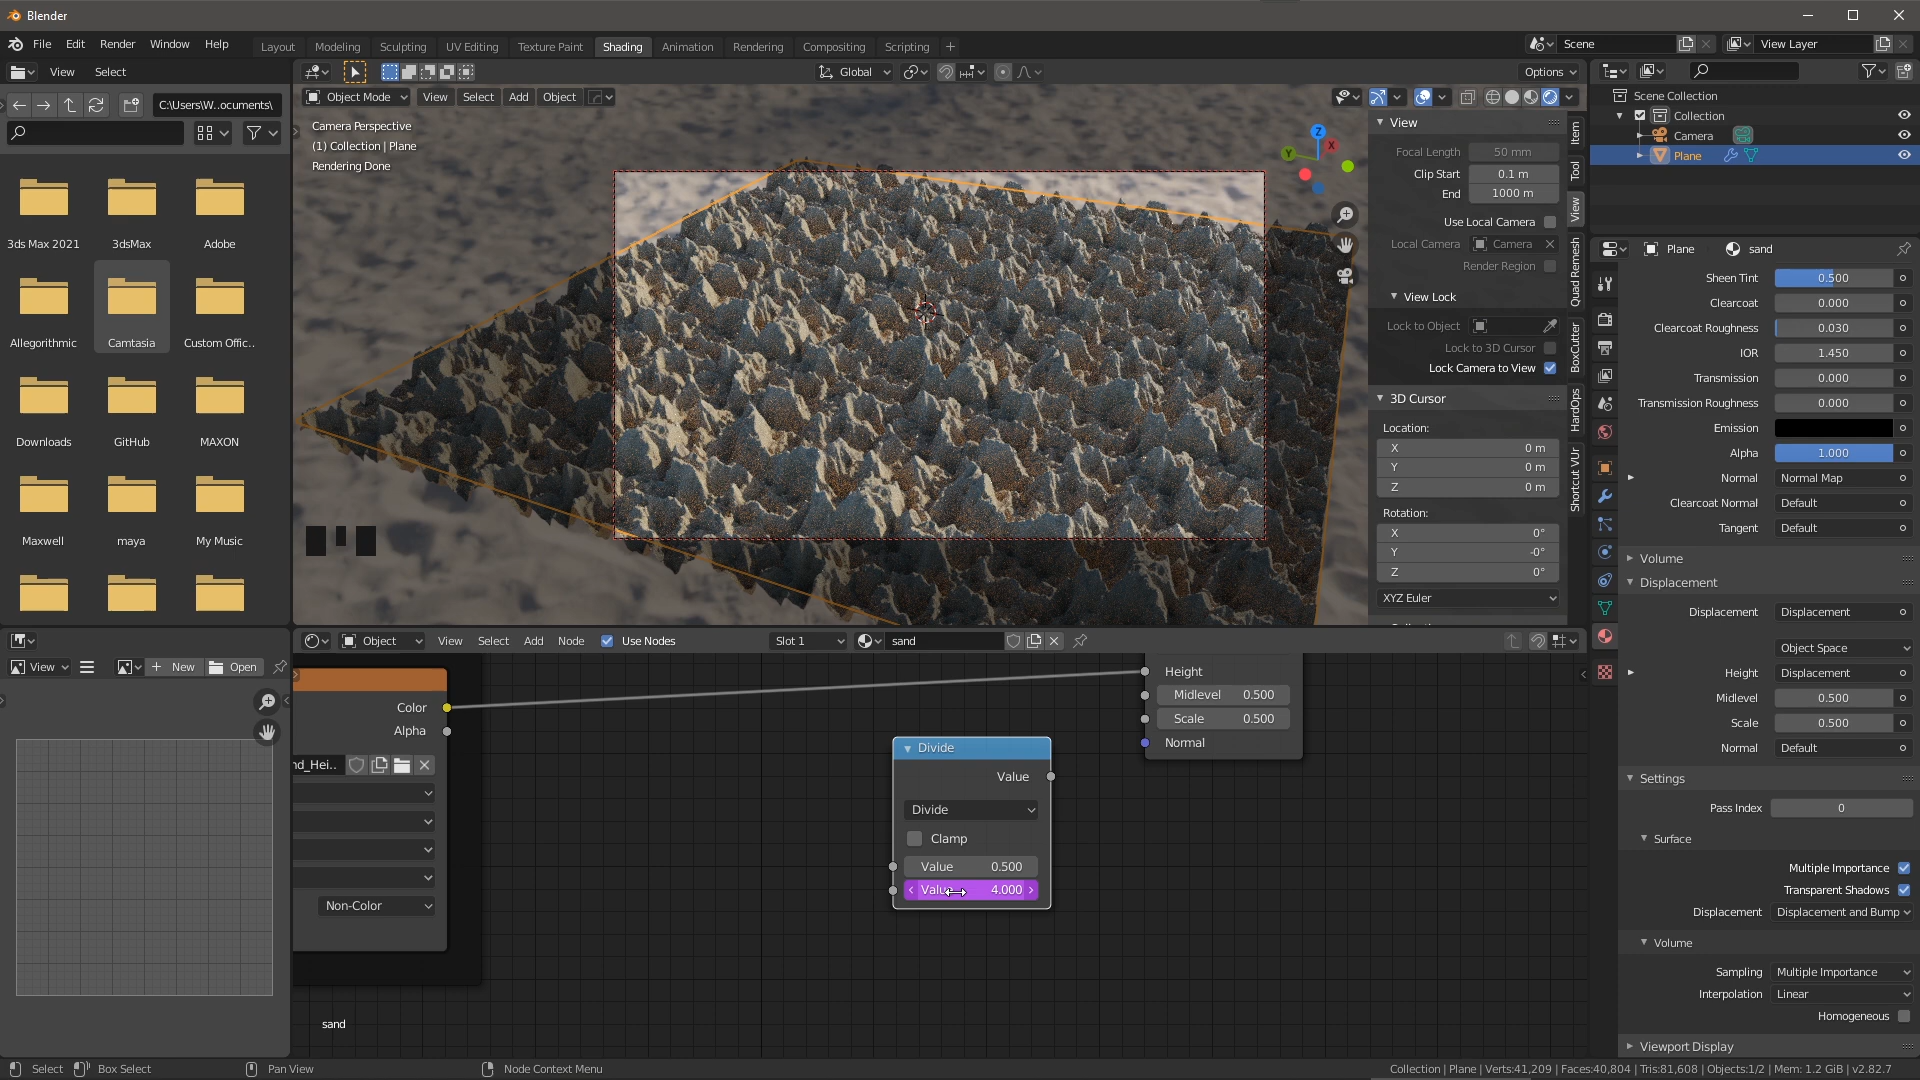 Blender
File Edit Render Window Help
Layout Modeling Sculpting UV Editing Texture Paint Shading Animation Rendering Compositing Scripting +
Scene
View Layer
View Select
Global
Options
C:\Users\W..ocuments\
Object Mode View Select Add Object
Camera Perspective
(1) Collection | Plane
Rendering Done
3ds Max 2021
3dsMax
Adobe
Allegorithmic
Camtasia
Custom Offic..
Downloads
GitHub
MAXON
Maxwell
maya
My Music
Z
X
Y
View
Focal Length 50 mm
Clip Start 0.1 m
End 1000 m
Use Local Camera
Local Camera Camera
Render Region
View Lock
Lock to Object
Lock to 3D Cursor
Lock Camera to View
3D Cursor
Location:
X 0 m
Y 0 m
Z 0 m
Rotation:
X 0°
Y -0°
Z 0°
XYZ Euler
Item
Tool
View
Quad Remesh
BoxCutter
HardOps
Shortcut VUr
Scene Collection
Collection
Camera
Plane
Plane sand
Sheen Tint 0.500
Clearcoat 0.000
Clearcoat Roughness 0.030
IOR 1.450
Transmission 0.000
Transmission Roughness 0.000
Emission
Alpha 1.000
Normal Normal Map
Clearcoat Normal Default
Tangent Default
Volume
Displacement
Displacement Displacement
Object Space
Height Displacement
Midlevel 0.500
Scale 0.500
Normal Default
Settings
Pass Index 0
Surface
Multiple Importance
Transparent Shadows
Displacement Displacement and Bump
Volume
Sampling Multiple Importance
Interpolation Linear
Homogeneous
Viewport Display
View
New
Open
Object View Select Add Node Use Nodes
Slot 1
sand
Color
Alpha
nd_Hei..
Non-Color
Height
Midlevel 0.500
Scale 0.500
Normal
Divide
Value
Divide
Clamp
Value 0.500
Valu 4.000
sand
Select
Box Select
Pan View
Node Context Menu
Collection | Plane | Verts:41,209 | Faces:40,804 | Tris:81,608 | Objects:1/2 | Mem: 1.2 GiB | v2.82.7